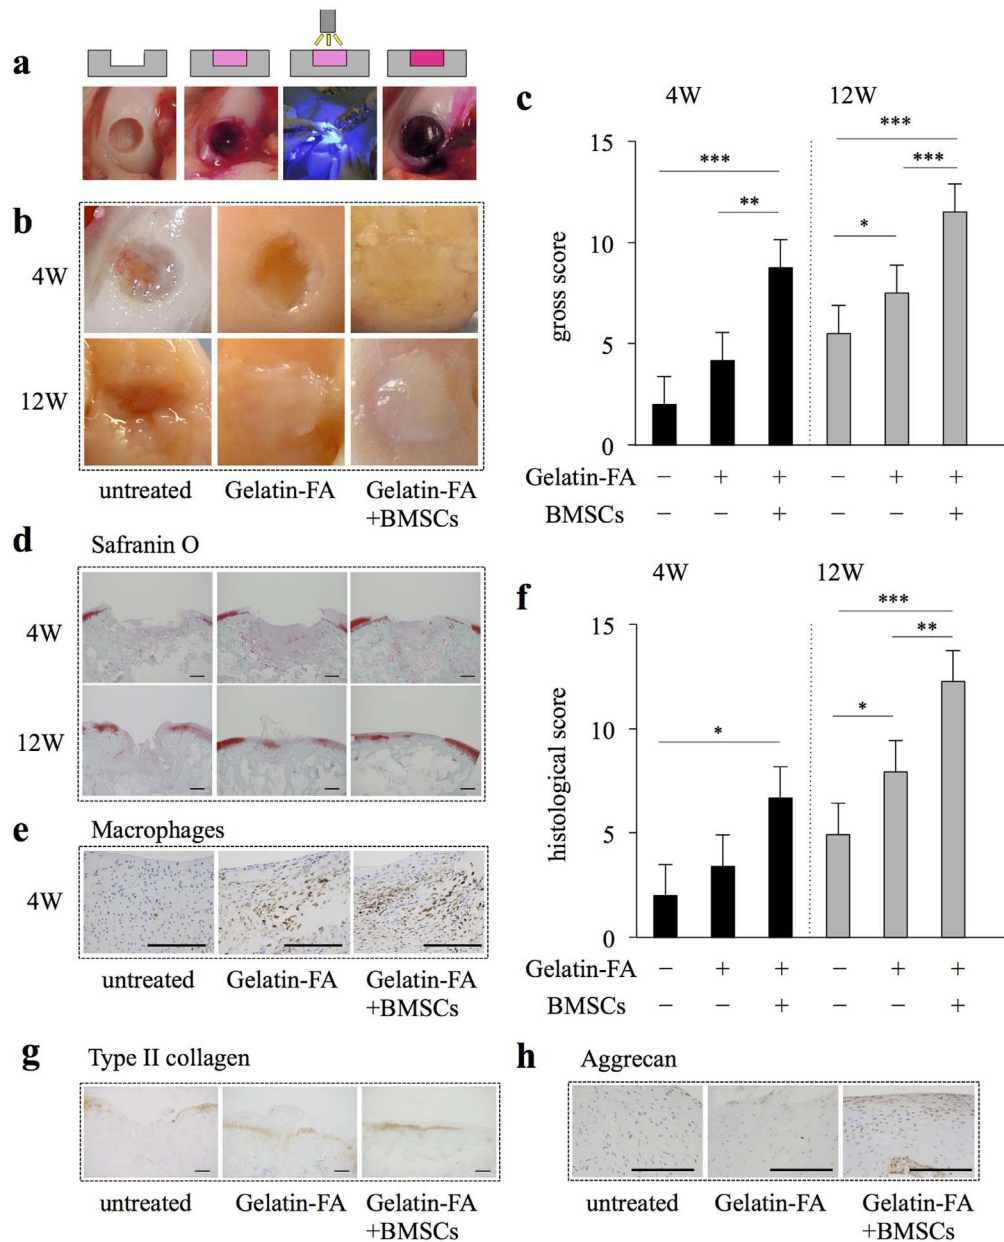 a
b
4W
12W
untreated Gelatin-FA Gelatin-FA
+BMSCs
c
4W 12W
gross score
15
10
5
0
*** ** * *** ***
Gelatin-FA − + + − + +
BMSCs − − + − − +
d Safranin O
4W
12W
e Macrophages
4W
untreated Gelatin-FA Gelatin-FA
+BMSCs
f
4W 12W
histological score
15
10
5
0
* * *** **
Gelatin-FA − + + − + +
BMSCs − − + − − +
g Type II collagen
untreated Gelatin-FA Gelatin-FA
+BMSCs
h Aggrecan
untreated Gelatin-FA Gelatin-FA
+BMSCs